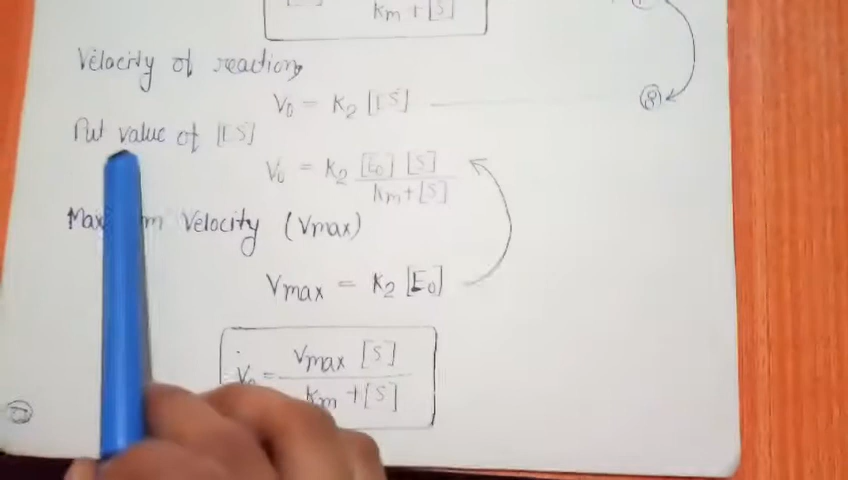 Km + [S]
Velocity of reaction,
V0 = K2 [ES]
8
Put value of [ES]
V0 = K2 [E0] [S] / Km + [S]
Velocity (Vmax)
Vmax = K2 [E0]
V0 = Vmax [S] / Km + [S]